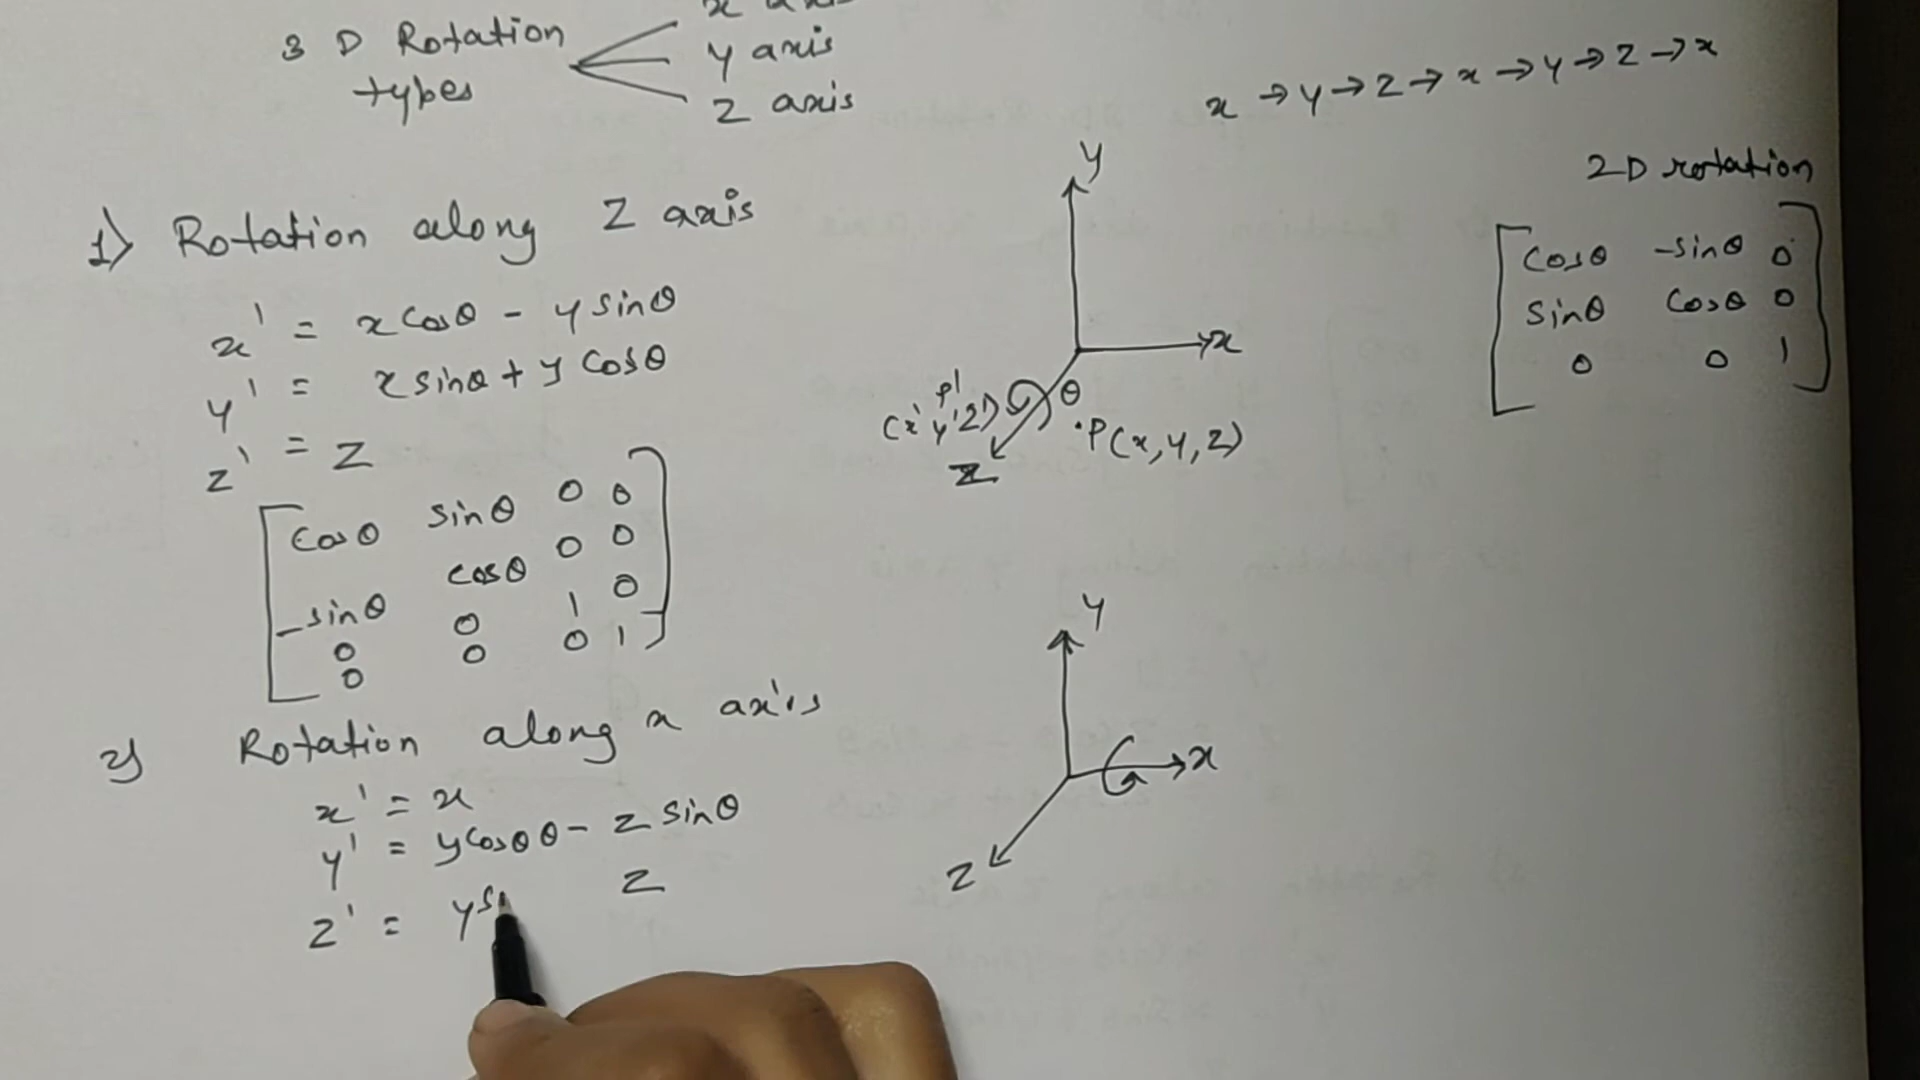 x axis
3 D Rotation
types
y axis
z axis
x → y → z → x → y → z → x
1) Rotation along Z axis
x' = x cosθ - y sinθ
y' = x sinθ + y cosθ
z' = z
cosθ sinθ 0 0
-sinθ cosθ 0 0
0 0 1 0
0 0 0 1
y
x
θ
p'
(x' y' z')
.P(x, y, z)
z
2D rotation
cosθ -sinθ 0
sinθ cosθ 0
0 0 1
2) Rotation along x axis
x' = x
y' = y cosθ θ - z sinθ
z' = y s z
y
x
z